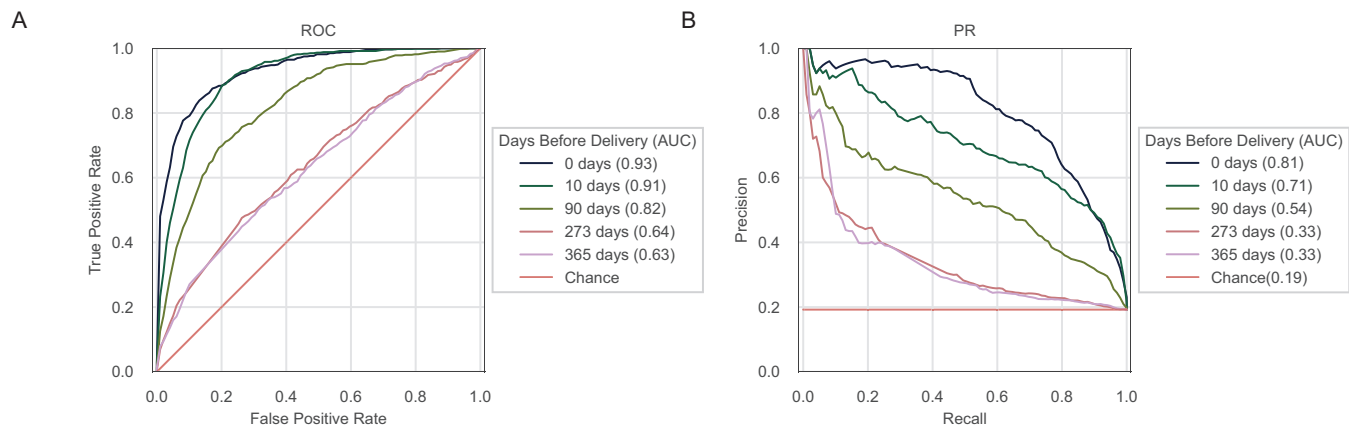 A
ROC
1.0
0.8
0.6
0.4
0.2
0.0
True Positive Rate
0.0 0.2 0.4 0.6 0.8 1.0
False Positive Rate
Days Before Delivery (AUC)
0 days (0.93)
10 days (0.91)
90 days (0.82)
273 days (0.64)
365 days (0.63)
Chance
B
PR
1.0
0.8
0.6
0.4
0.2
0.0
Precision
0.0 0.2 0.4 0.6 0.8 1.0
Recall
Days Before Delivery (AUC)
0 days (0.81)
10 days (0.71)
90 days (0.54)
273 days (0.33)
365 days (0.33)
Chance(0.19)